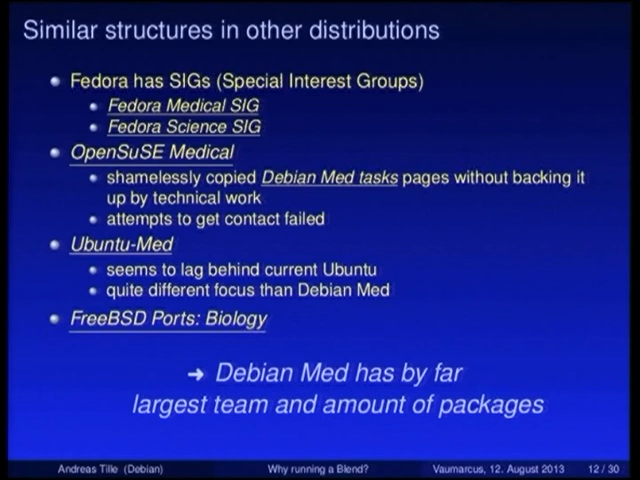 Similar structures in other distributions
Fedora has SIGs (Special Interest Groups)
Fedora Medical SIG
Fedora Science SIG
OpenSuSE Medical
shamelessly copied Debian Med tasks pages without backing it
up by technical work
attempts to get contact failed
Ubuntu-Med
seems to lag behind current Ubuntu
quite different focus than Debian Med
FreeBSD Ports: Biology
➜ Debian Med has by far
largest team and amount of packages
Andreas Tille (Debian) Why running a Blend? Vaumarcus, 12. August 2013 12 / 30